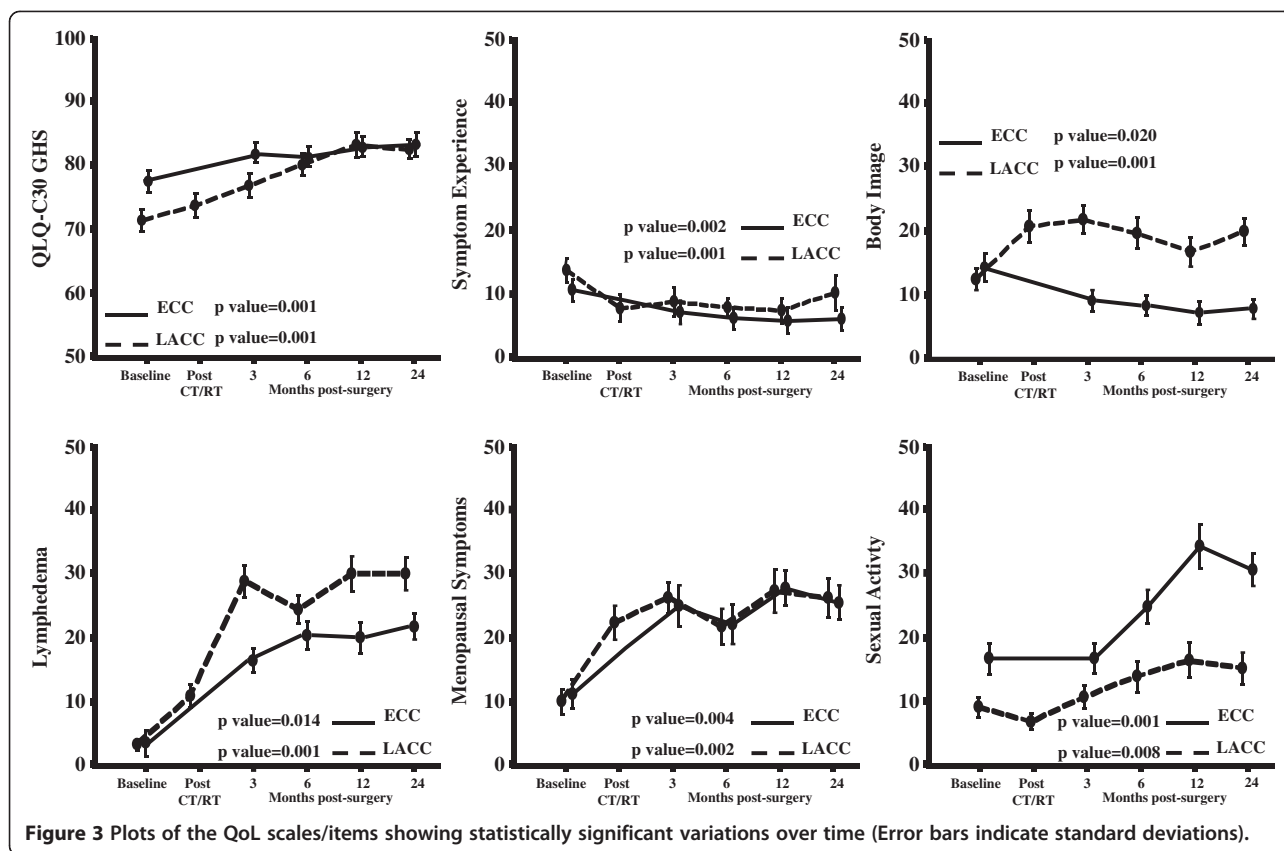 100
90
80
70
60
50
QLQ-C30 GHS
ECC p value=0.001
LACC p value=0.001
Baseline Post CT/RT 3 6 12 24
Months post-surgery
50
40
30
20
10
0
Symptom Experience
p value=0.002 ECC
p value=0.001 LACC
Baseline Post CT/RT 3 6 12 24
Months post-surgery
50
40
30
20
10
0
Body Image
ECC p value=0.020
LACC p value=0.001
Baseline Post CT/RT 3 6 12 24
Months post-surgery
50
40
30
20
10
0
Lymphedema
p value=0.014 ECC
p value=0.001 LACC
Baseline Post CT/RT 3 6 12 24
Months post-surgery
50
40
30
20
10
0
Menopausal Symptoms
p value=0.004 ECC
p value=0.002 LACC
Baseline Post CT/RT 3 6 12 24
Months post-surgery
50
40
30
20
10
0
Sexual Activty
p value=0.001 ECC
p value=0.008 LACC
Baseline Post CT/RT 3 6 12 24
Months post-surgery
Figure 3 Plots of the QoL scales/items showing statistically significant variations over time (Error bars indicate standard deviations).